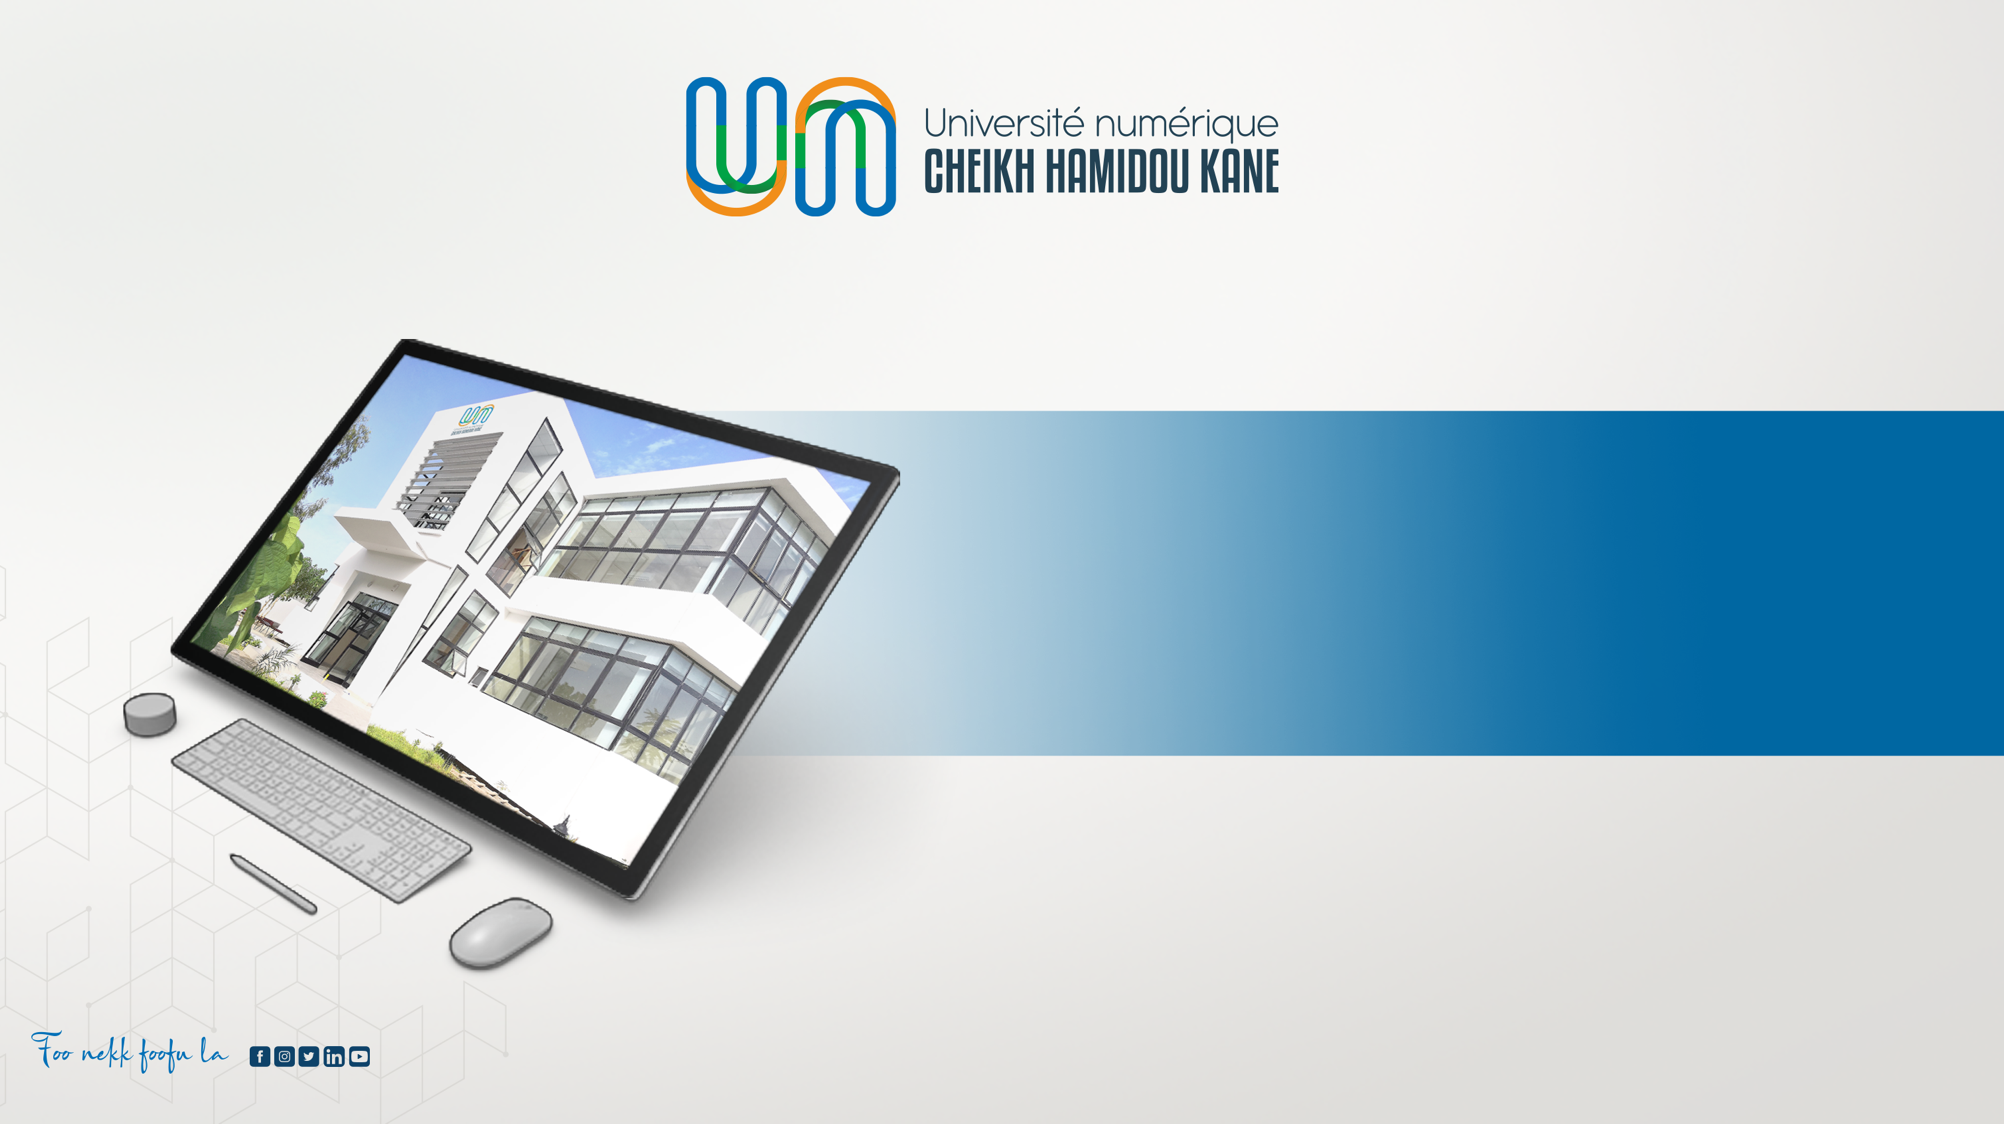 Université numérique
CHEIKH HAMIDOU KANE
Foo nekk foofu la